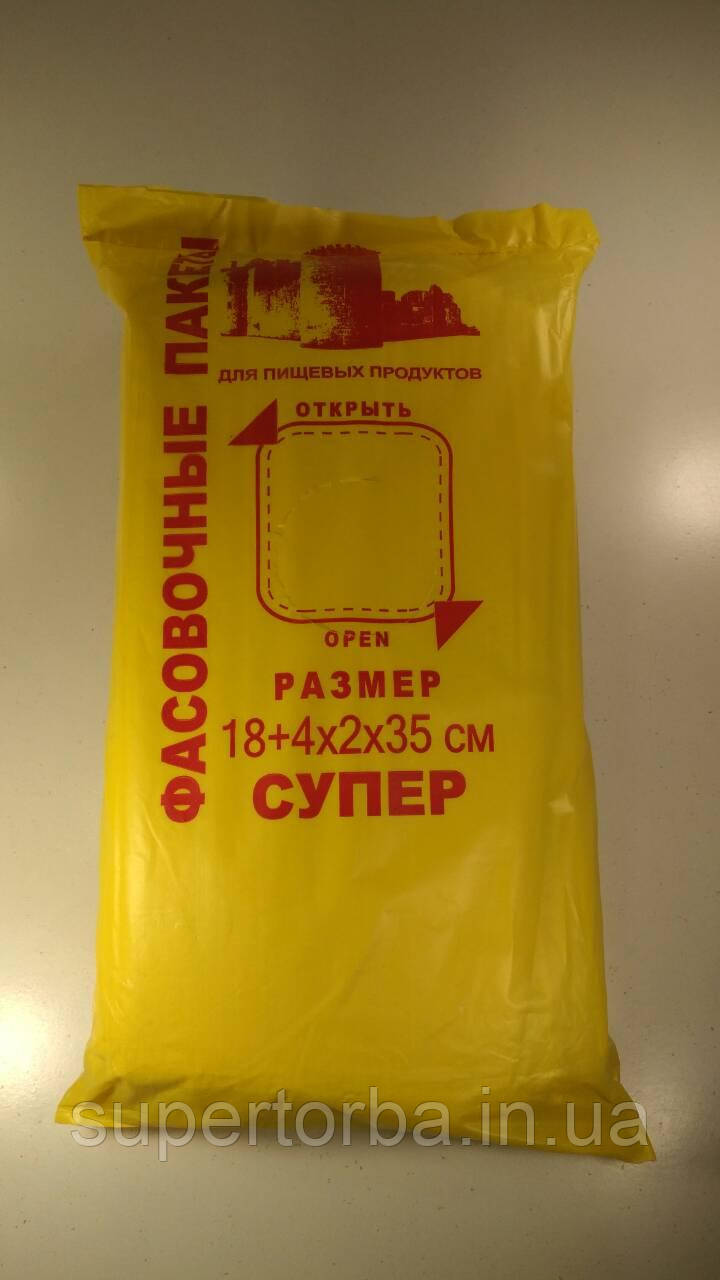 ФАСОВОЧНЫЕ ПАКЕТЫ
ДЛЯ ПИЩЕВЫХ ПРОДУКТОВ
ОТКРЫТЬ
OPEN
РАЗМЕР
18+4x2x35 см
СУПЕР
supertorba.in.ua